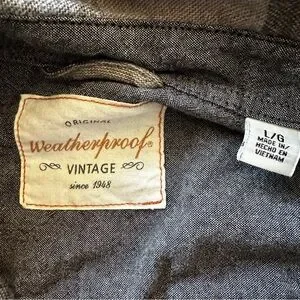 ORIGINAL
Weatherproof®
VINTAGE
since 1948
L/G
MADE IN/
HECHO EN
VIETNAM